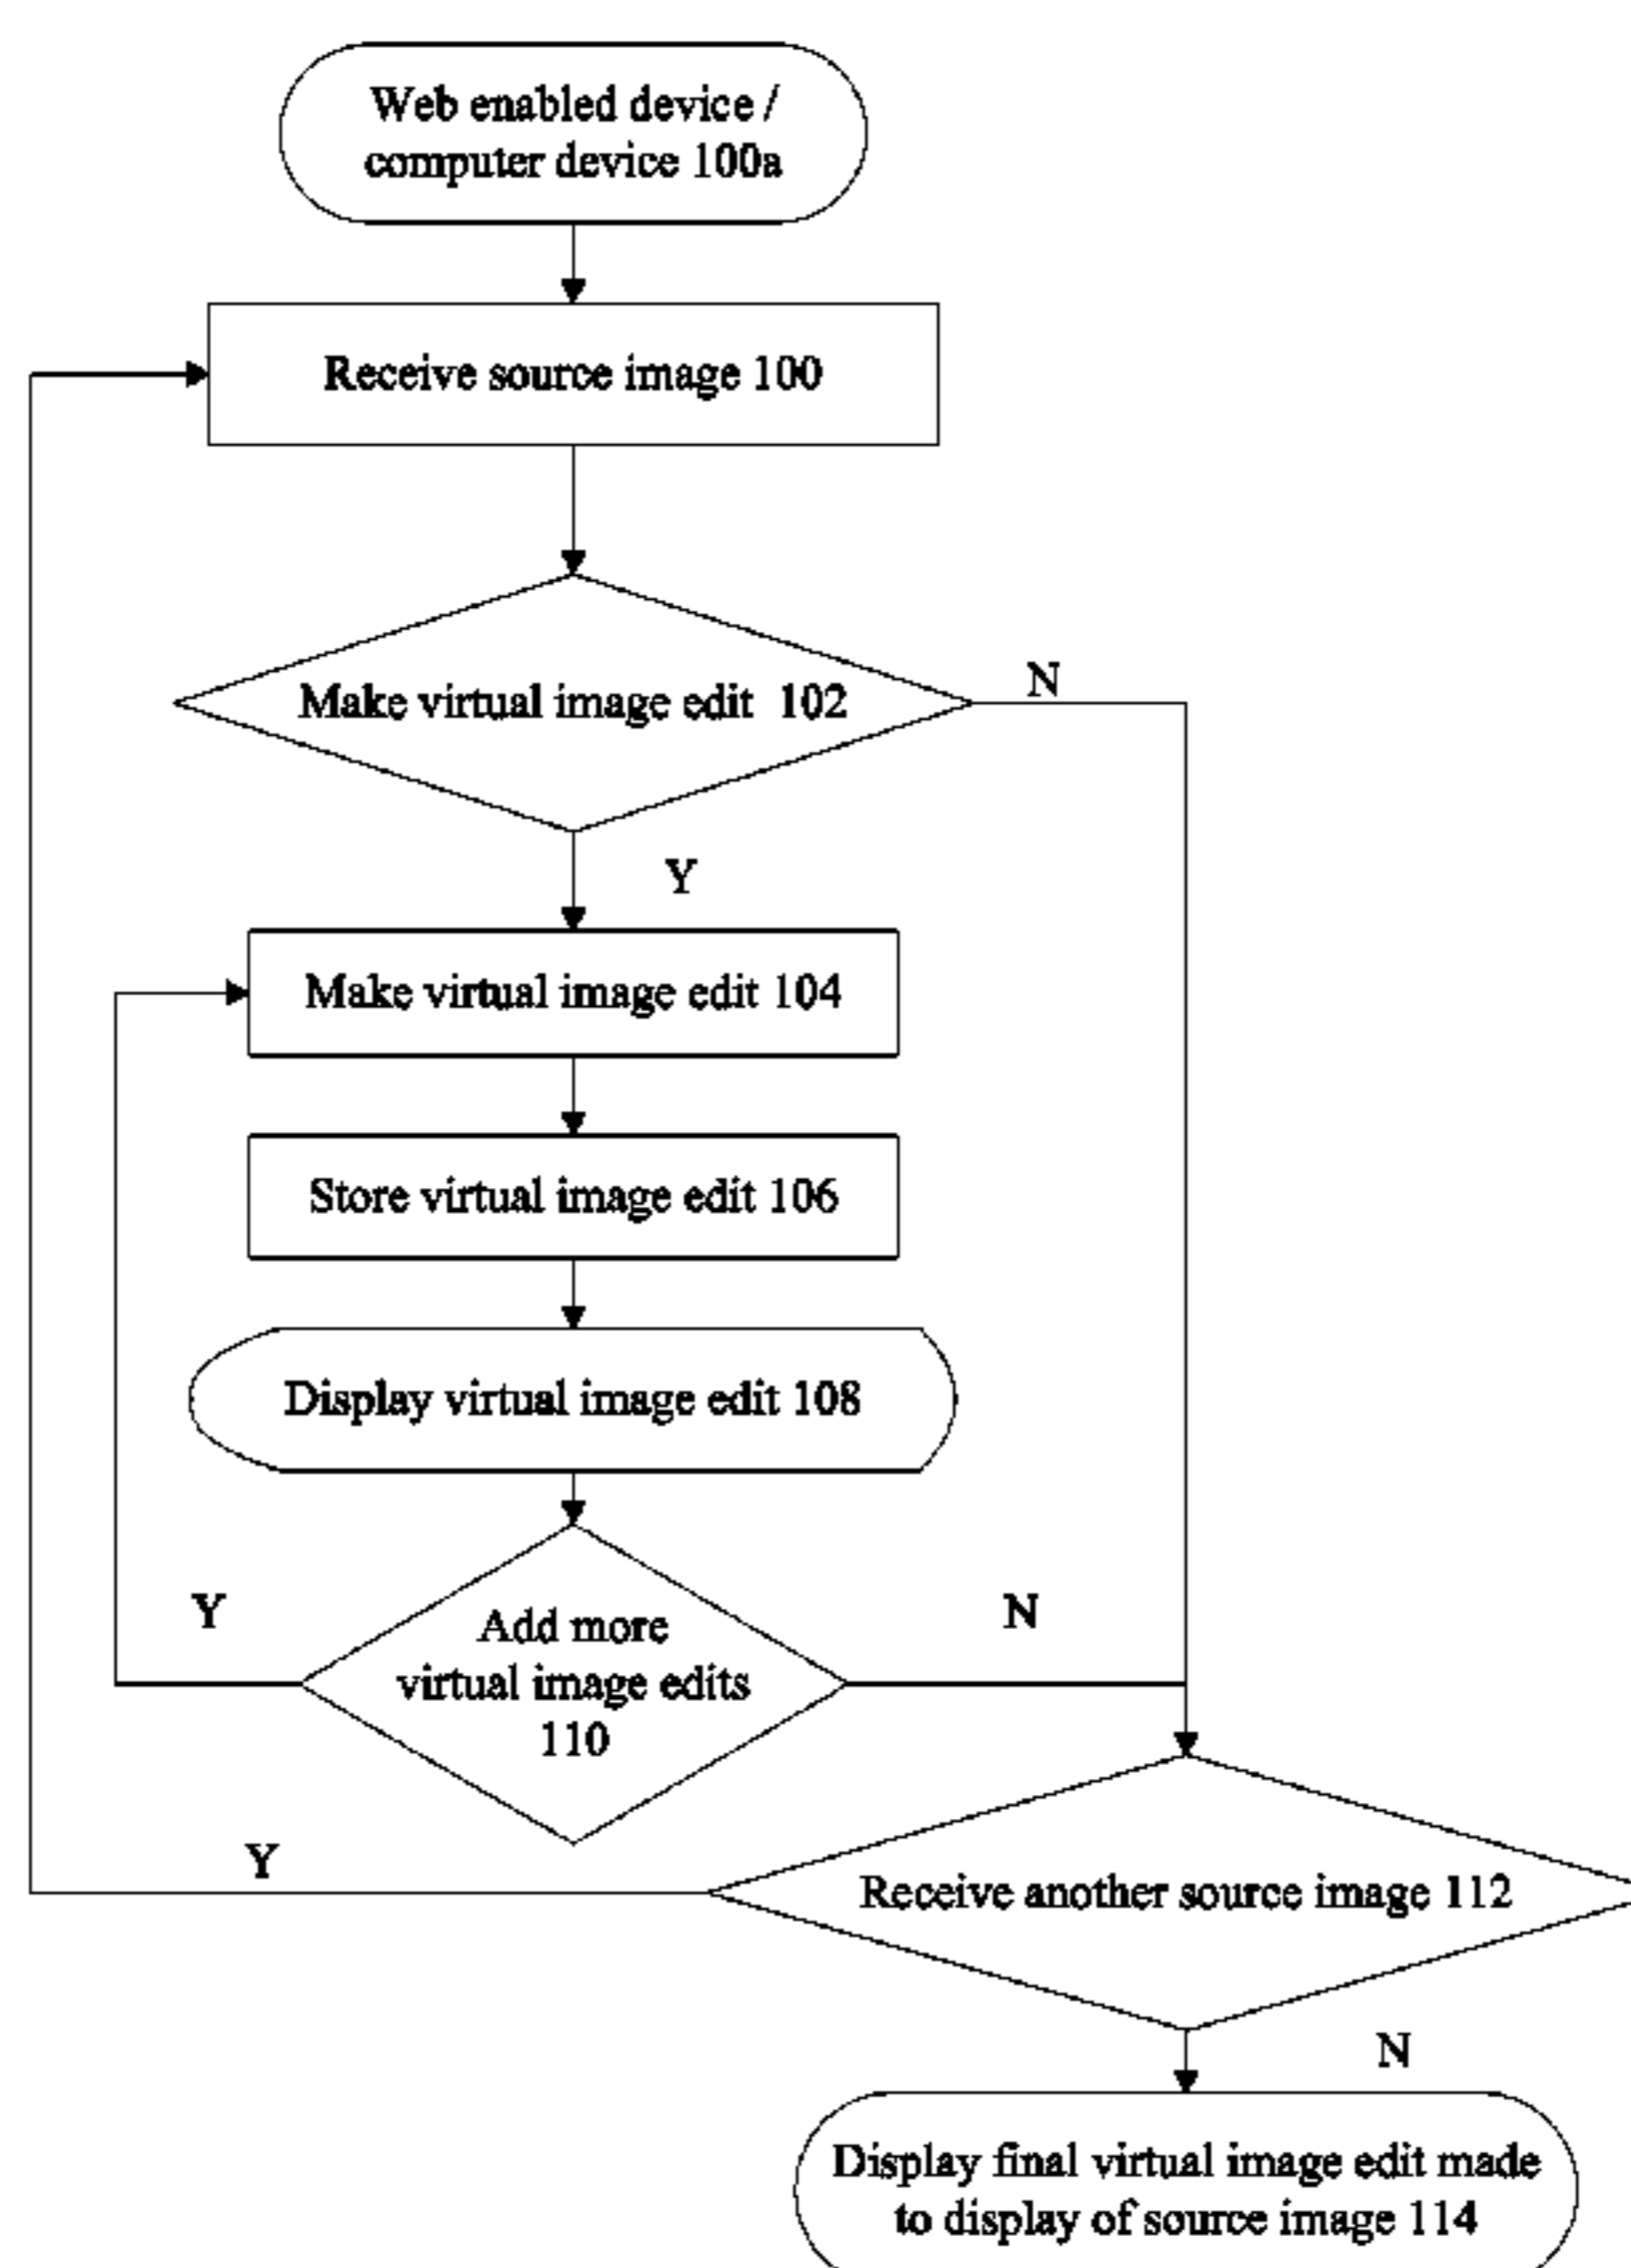 Web enabled device /
computer device 100a
Receive source image 100
Make virtual image edit 102
N
Y
Make virtual image edit 104
Store virtual image edit 106
Display virtual image edit 108
Y
N
Add more
virtual image edits
110
Y
Receive another source image 112
N
Display final virtual image edit made
to display of source image 114